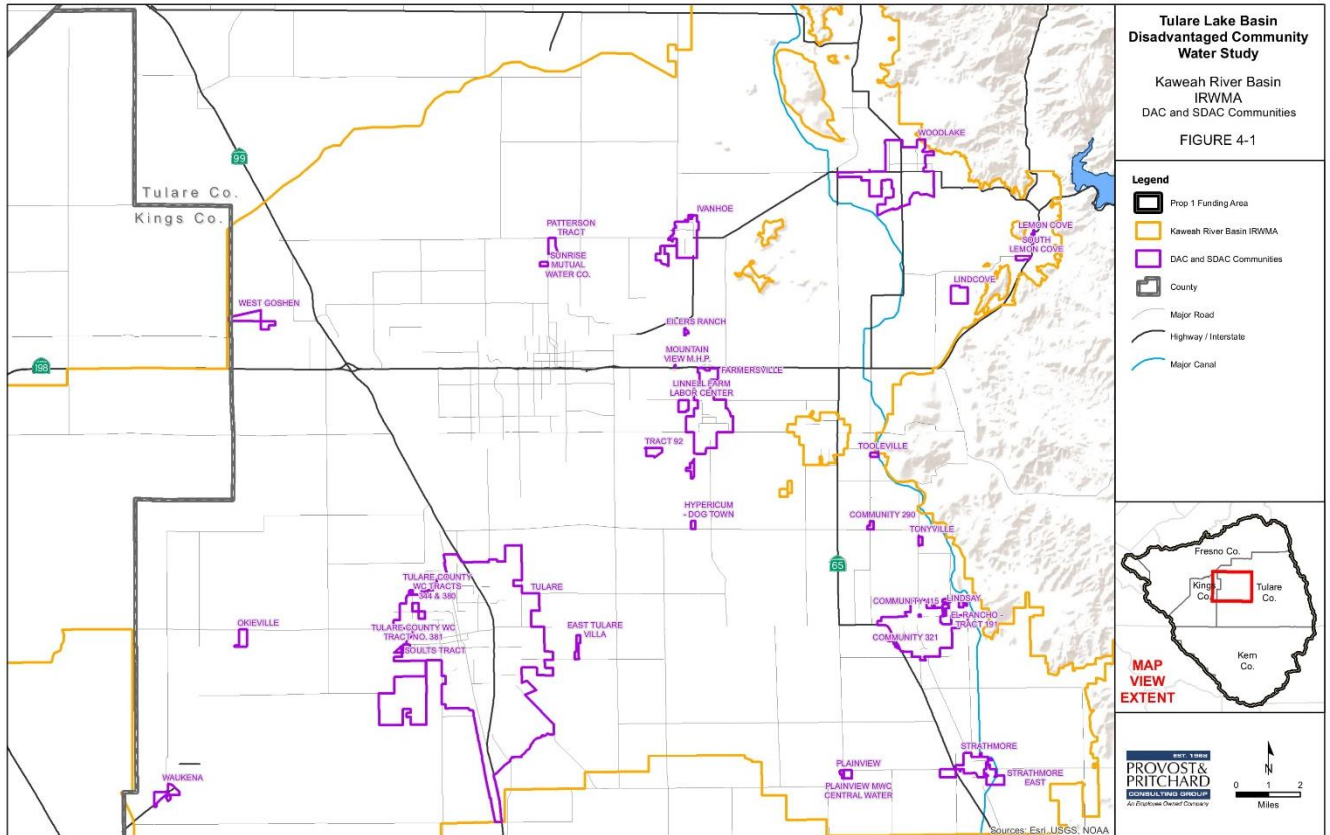 Tulare Lake Basin
Disadvantaged Community
Water Study
Kaweah River Basin
IRWMA
DAC and SDAC Communities
FIGURE 4-1
Legend
Prop 1 Funding Area
Kaweah River Basin IRWMA
DAC and SDAC Communities
County
Major Road
Highway / Interstate
Major Canal
WOODLAKE
99
Tulare Co.
Kings Co.
IVANHOE
PATTERSON
TRACT
SUNRISE
MUTUAL
WATER CO.
LEMON COVE
SOUTH
LEMON COVE
LINDCOVE
WEST GOSHEN
EILERS RANCH
MOUNTAIN
VIEW M.H.P.
198
FARMERSVILLE
LINNELL FARM
LABOR CENTER
TRACT 92
TOOLEVILLE
HYPERICUM
- DOG TOWN
COMMUNITY 290
TONYVILLE
65
TULARE COUNTY
WC TRACTS
344 & 380
TULARE
TULARE COUNTY WC
TRACT NO. 381
SOULTS TRACT
OKIEVILLE
EAST TULARE
VILLA
COMMUNITY 415
LINDSAY
EL RANCHO -
TRACT 191
COMMUNITY 321
WAUKENA
PLAINVIEW
PLAINVIEW MWC
CENTRAL WATER
STRATHMORE
STRATHMORE
EAST
Sources: Esri, USGS, NOAA
Fresno Co.
Kings
Co.
Tulare
Co.
Kern
Co.
MAP
VIEW
EXTENT
EST. 1968
PROVOST&
PRITCHARD
CONSULTING GROUP
An Employee Owned Company
N
0 1 2
Miles